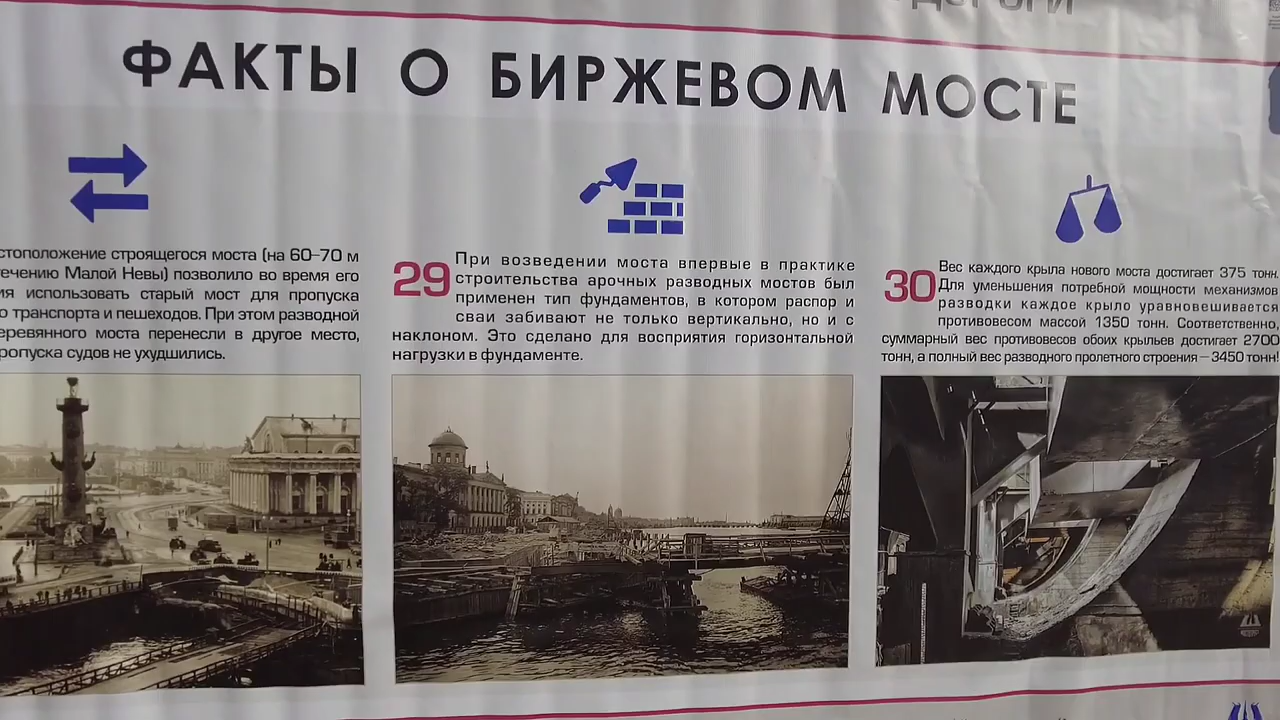 ФАКТЫ О БИРЖЕВОМ МОСТЕ
строящегося моста (на 60–70 м
Малой Невы) позволило во время его
использовать старый мост для пропуска
транспорта и пешеходов. При этом разводной
моста перенесли в другое место,
судов не ухудшились.
29
При возведении моста впервые в практике
строительства арочных разводных мостов был
применен тип фундаментов, в котором распор и
сваи забивают не только вертикально, но и с
наклоном. Это сделано для восприятия горизонтальной
нагрузки в фундаменте.
30
Вес каждого крыла нового моста достигает 375 тонн.
Для уменьшения потребной мощности механизмов
разводки каждое крыло уравновешивается
противовесом массой 1350 тонн. Соответственно,
суммарный вес противовесов обоих крыльев достигает 2700
тонн, а полный вес разводного пролетного строения – 3450 тонн!